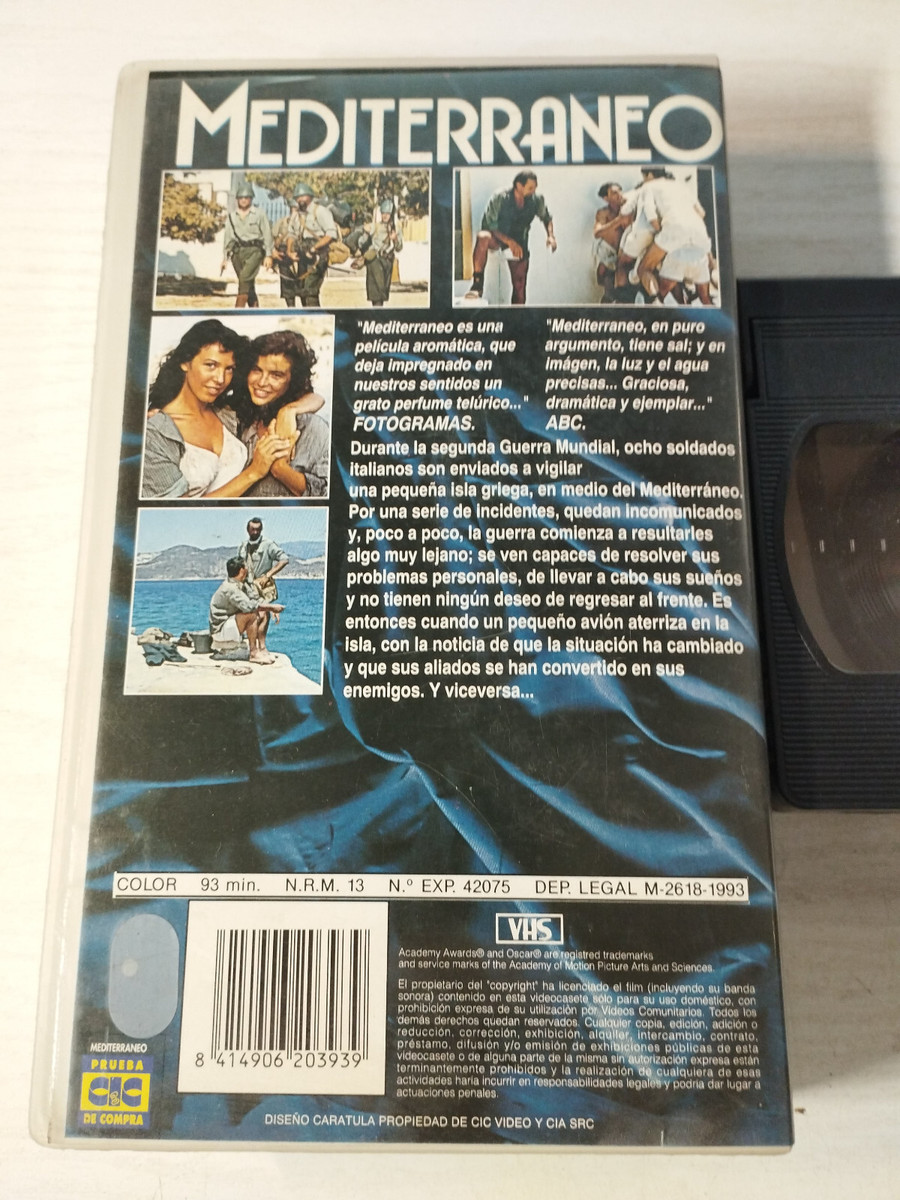 MEDITERRANEO
"Mediterraneo es una
película aromática, que
deja impregnado en
nuestros sentidos un
grato perfume telúrico..."
FOTOGRAMAS.
"Mediterraneo, en puro
argumento, tiene sal; y en
imágen, la luz y el agua
precisas... Graciosa,
dramática y ejemplar..."
ABC.
Durante la segunda Guerra Mundial, ocho soldados
italianos son enviados a vigilar
una pequeña isla griega, en medio del Mediterráneo.
Por una serie de incidentes, quedan incomunicados
y, poco a poco, la guerra comienza a resultarles
algo muy lejano; se ven capaces de resolver sus
problemas personales, de llevar a cabo sus sueños
y no tienen ningún deseo de regresar al frente. Es
entonces cuando un pequeño avión aterriza en la
isla, con la noticia de que la situación ha cambiado
y que sus aliados se han convertido en sus
enemigos. Y viceversa...
COLOR 93 min. N.R.M. 13 N.º EXP. 42075 DEP. LEGAL M-2618-1993
VHS
Academy Awards® and Oscar® are registred trademarks
and service marks of the Academy of Motion Picture Arts and Sciences.
El propietario del "copyright" ha licenciado el film (incluyendo su banda
sonora) contenido en esta videocasete sólo para su uso doméstico, con
prohibición expresa de su utilización por Vídeos Comunitarios. Todos los
demás derechos quedan reservados. Cualquier copia, edición, adición o
reducción, corrección, exhibición, alquiler, intercambio, contrato,
préstamo, difusión y/o emisión de exhibiciones públicas de esta
videocasete o de alguna parte de la misma sin autorización expresa están
terminantemente prohibidos y la realización de cualquiera de esas
actividades haría incurrir en responsabilidades legales y podría dar lugar a
actuaciones penales.
8 414906 203939
MEDITERRANEO
PRUEBA
CIC
DE COMPRA
DISEÑO CARATULA PROPIEDAD DE CIC VIDEO Y CIA SRC